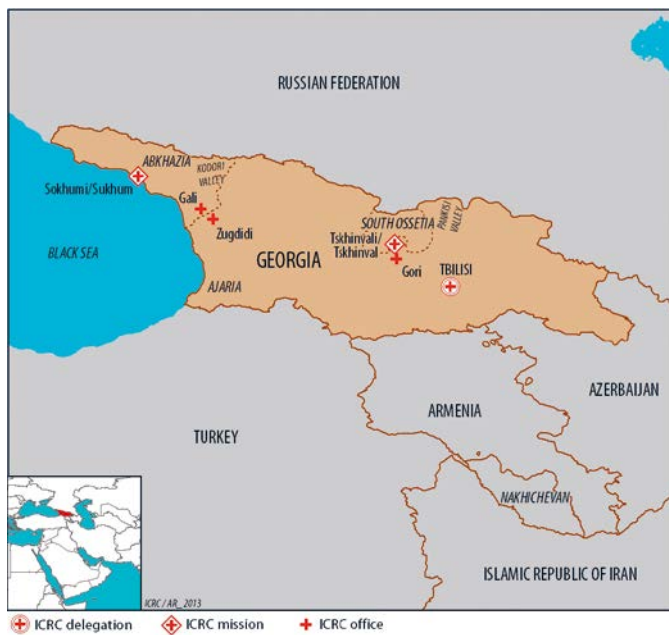 RUSSIAN FEDERATION
ABKHAZIA
KODORI
VALLEY
Sokhumi/Sukhum
Gali
Zugdidi
SOUTH OSSETIA
PANKISI
VALLEY
Tskhinvali/
Tskhinval
Gori
BLACK SEA
GEORGIA
TBILISI
AJARIA
AZERBAIJAN
ARMENIA
TURKEY
NAKHICHEVAN
ISLAMIC REPUBLIC OF IRAN
ICRC / AR_2013
ICRC delegation
ICRC mission
ICRC office